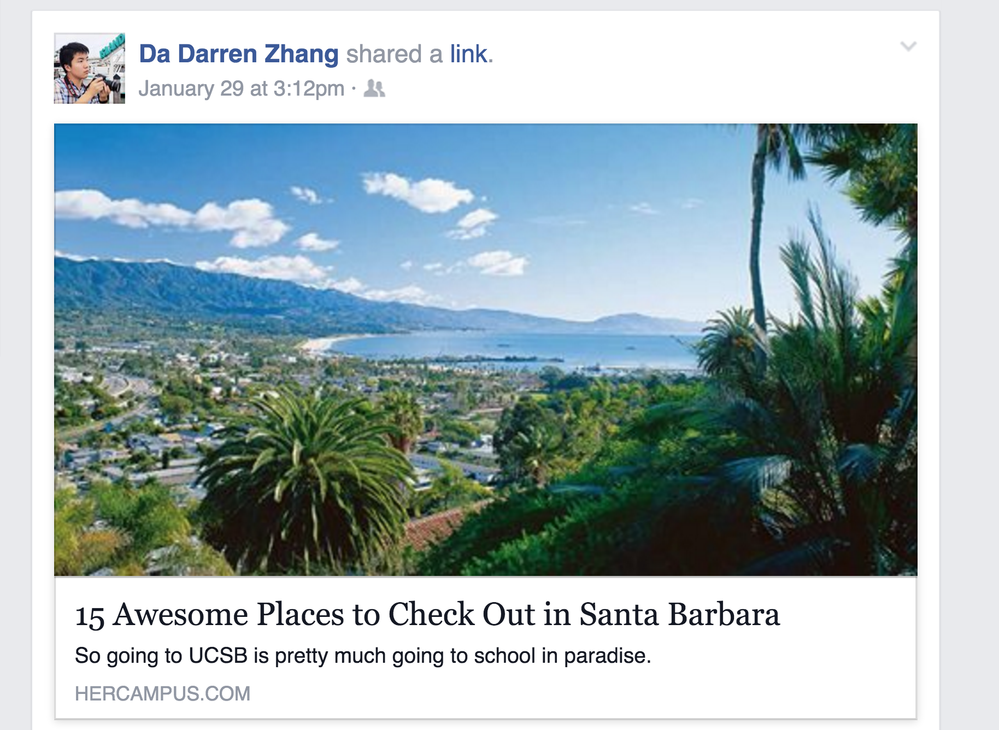 Da Darren Zhang shared a link.
January 29 at 3:12pm ·
15 Awesome Places to Check Out in Santa Barbara
So going to UCSB is pretty much going to school in paradise.
HERCAMPUS.COM